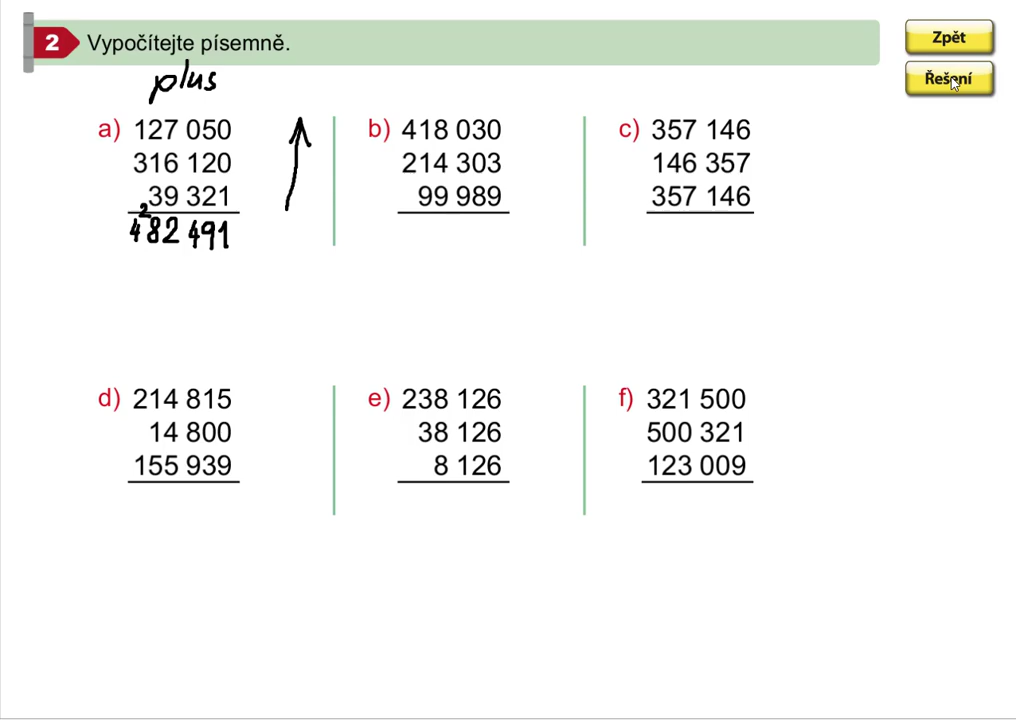 2 Vypočítejte písemně.
Zpět
Řešení
plus
a) 127 050
316 120
39 321
2
482 491
b) 418 030
214 303
99 989
c) 357 146
146 357
357 146
d) 214 815
14 800
155 939
e) 238 126
38 126
8 126
f) 321 500
500 321
123 009